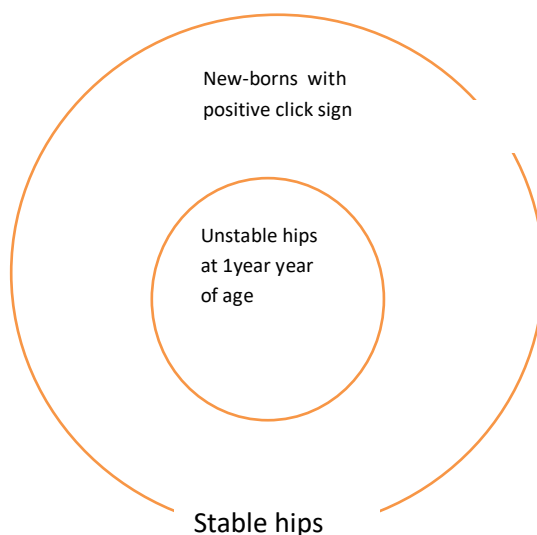 New-borns with
positive click sign
Unstable hips
at 1year year
of age
Stable hips